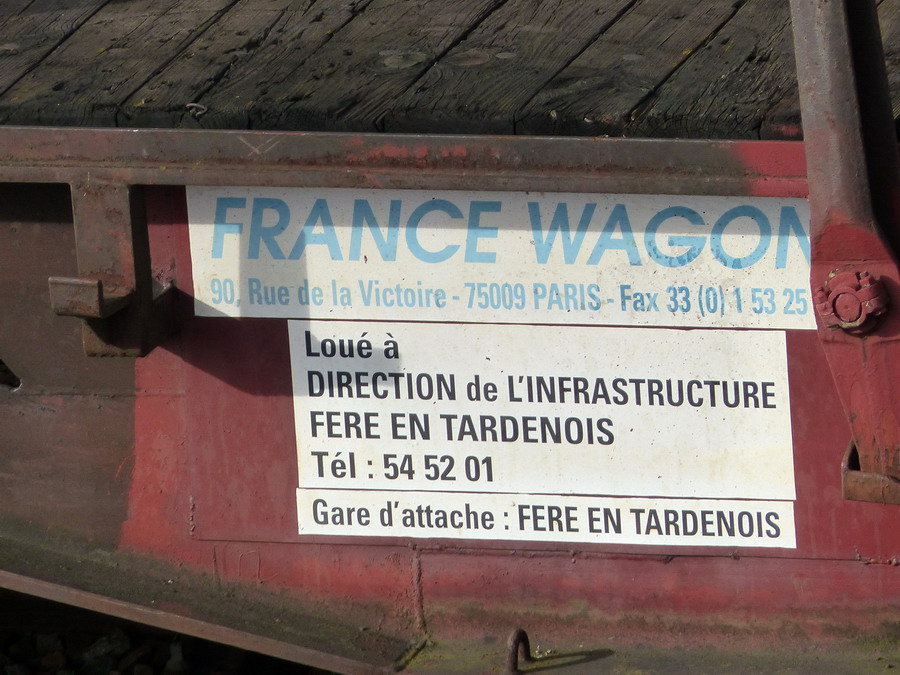 FRANCE WAGON
90, Rue de la Victoire - 75009 PARIS - Fax 33 (0) 1 53 25
Loué à
DIRECTION de L'INFRASTRUCTURE
FERE EN TARDENOIS
Tél : 54 52 01
Gare d'attache : FERE EN TARDENOIS